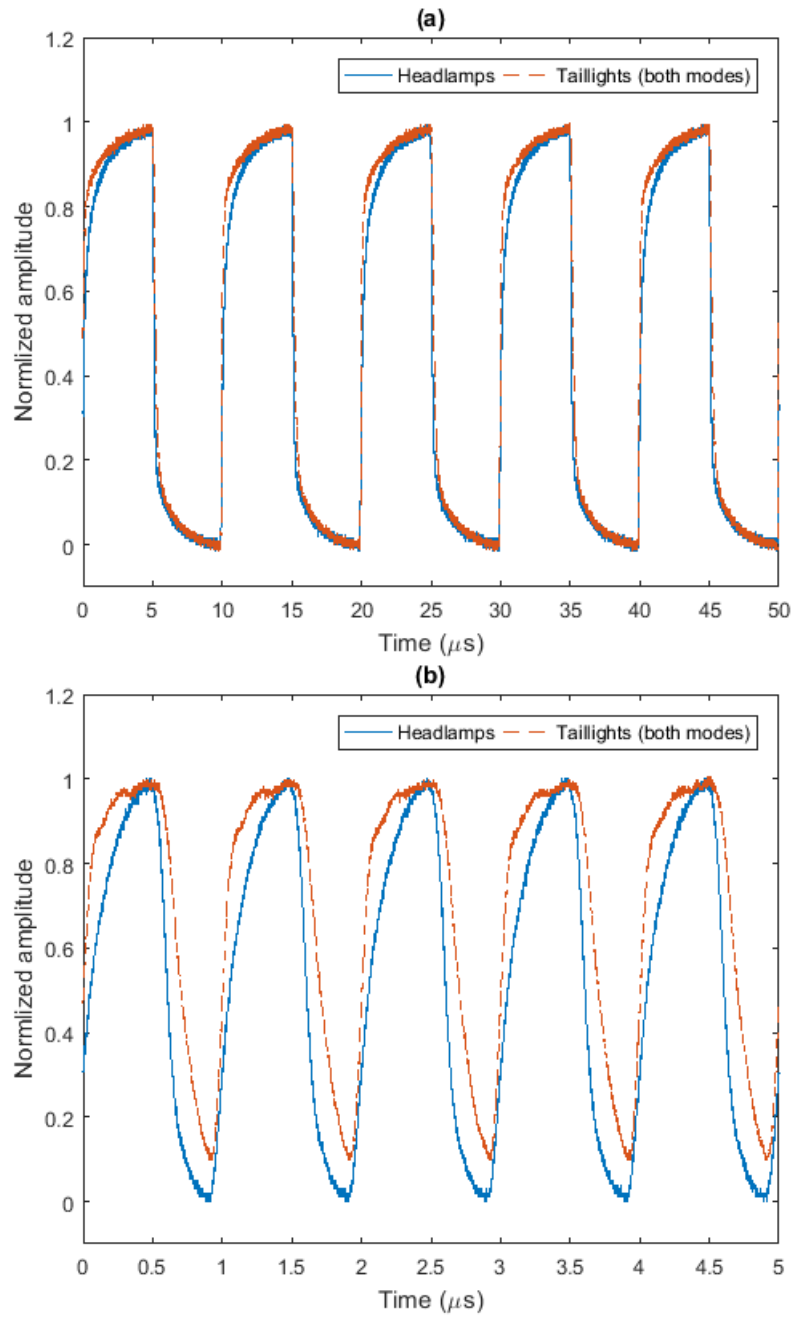 (a)
1.2
1
0.8
0.6
0.4
0.2
0
Normlized amplitude
Headlamps Taillights (both modes)
0 5 10 15 20 25 30 35 40 45 50
Time (μs)
(b)
1.2
1
0.8
0.6
0.4
0.2
0
Normlized amplitude
Headlamps Taillights (both modes)
0 0.5 1 1.5 2 2.5 3 3.5 4 4.5 5
Time (μs)